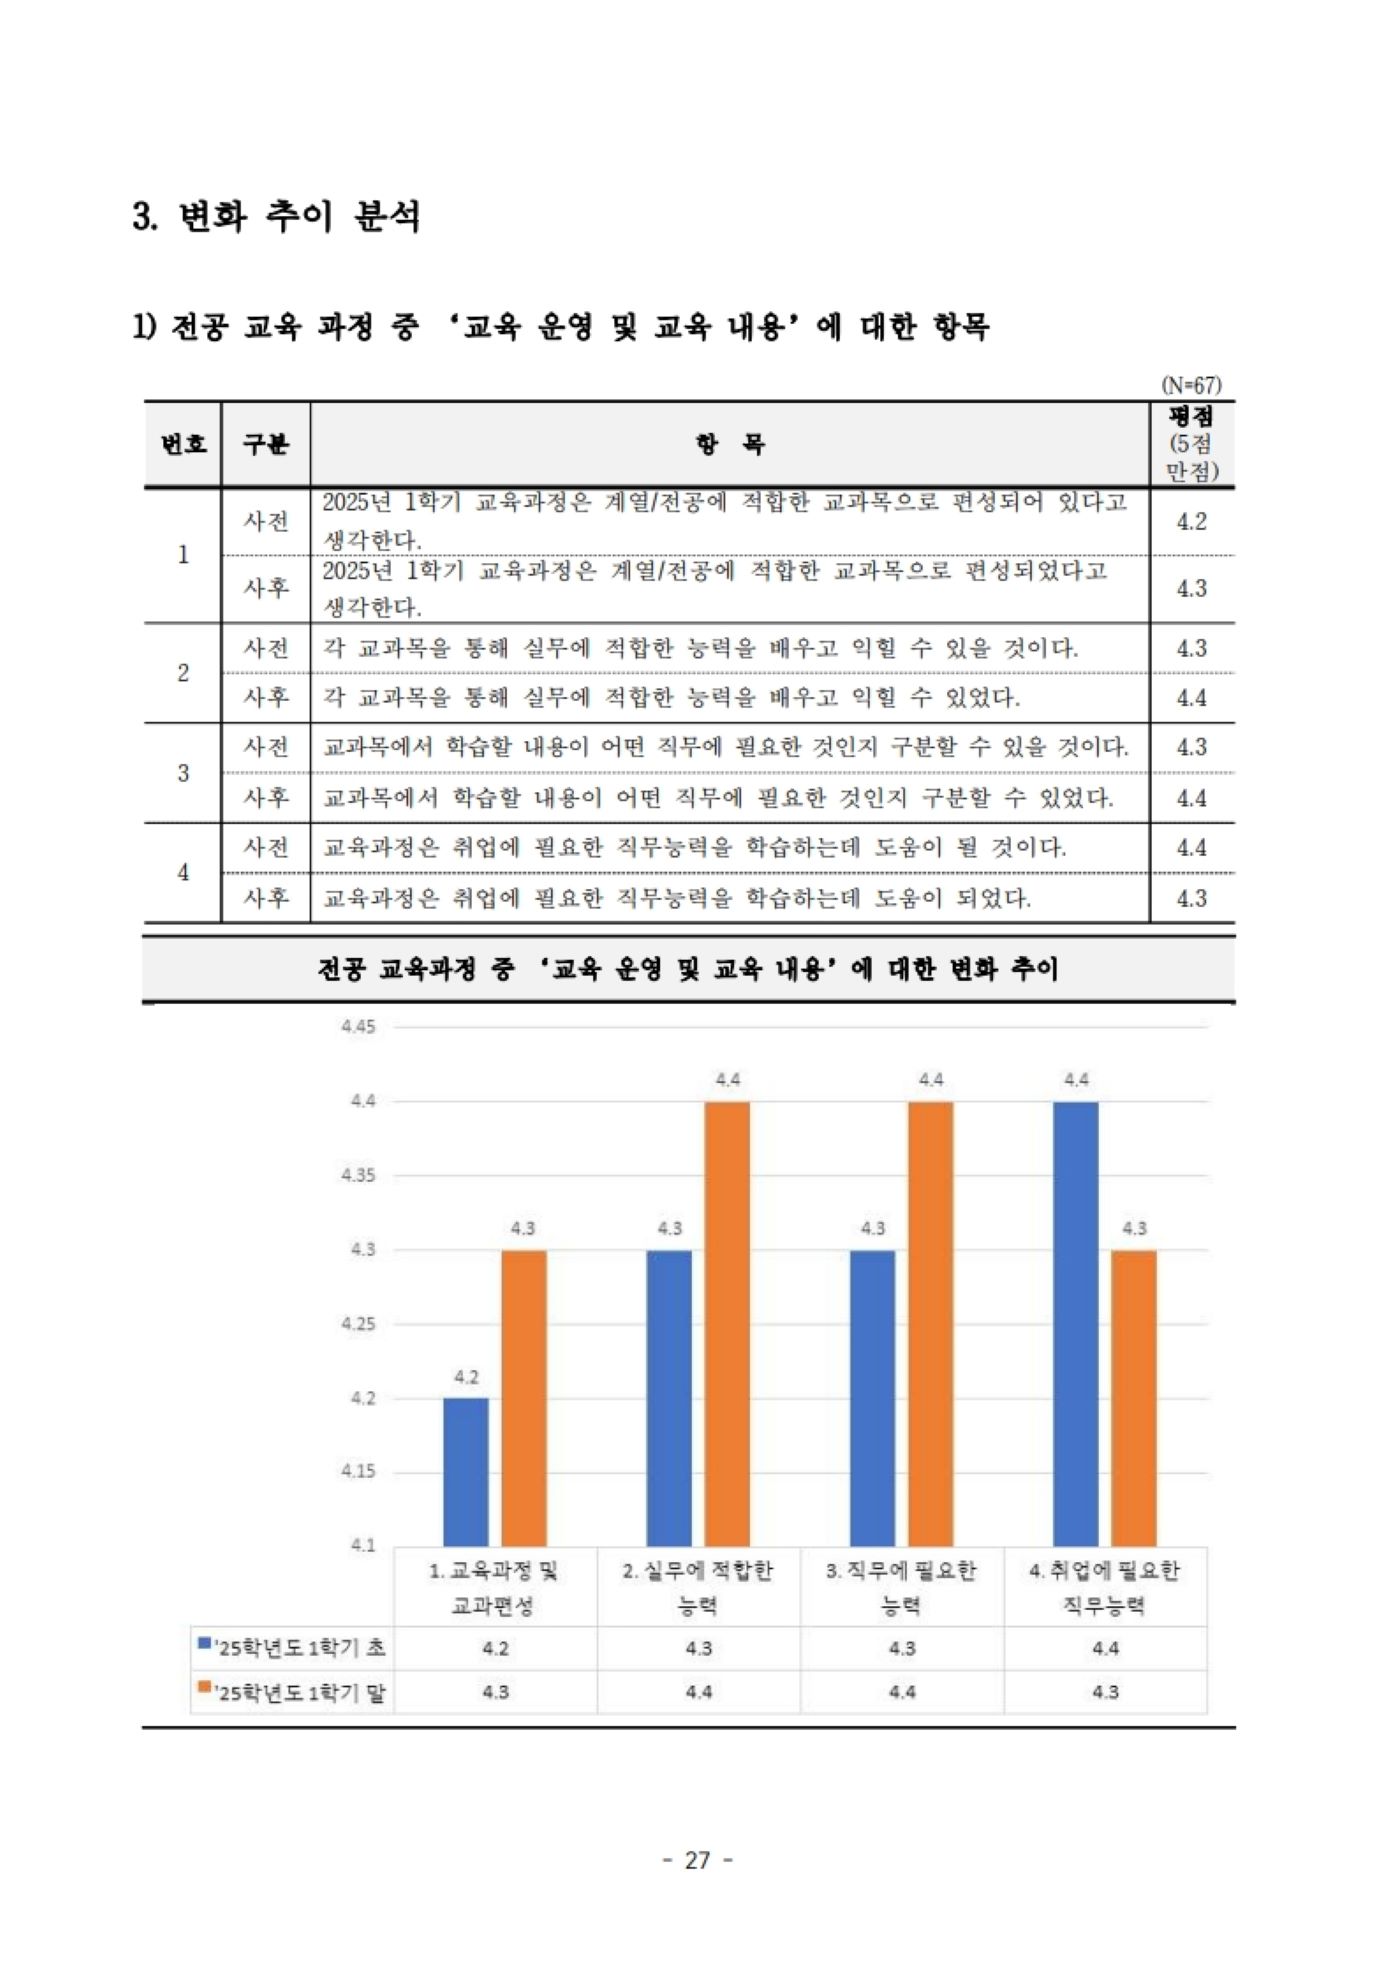 3. 변화 추이 분석
1) 전공 교육 과정 중 ‘교육 운영 및 교육 내용’에 대한 항목
(N=67)
번호 구분 항 목 평점
(5점
만점)
1
사전 2025년 1학기 교육과정은 계열/전공에 적합한 교과목으로 편성되어 있다고
생각한다. 4.2
사후 2025년 1학기 교육과정은 계열/전공에 적합한 교과목으로 편성되었다고
생각한다. 4.3
2
사전 각 교과목을 통해 실무에 적합한 능력을 배우고 익힐 수 있을 것이다. 4.3
사후 각 교과목을 통해 실무에 적합한 능력을 배우고 익힐 수 있었다. 4.4
3
사전 교과목에서 학습할 내용이 어떤 직무에 필요한 것인지 구분할 수 있을 것이다. 4.3
사후 교과목에서 학습할 내용이 어떤 직무에 필요한 것인지 구분할 수 있었다. 4.4
4
사전 교육과정은 취업에 필요한 직무능력을 학습하는데 도움이 될 것이다. 4.4
사후 교육과정은 취업에 필요한 직무능력을 학습하는데 도움이 되었다. 4.3
전공 교육과정 중 ‘교육 운영 및 교육 내용’에 대한 변화 추이
4.45
4.4 4.4 4.4
4.4
4.35
4.3 4.3 4.3 4.3
4.3
4.25
4.2
4.2
4.15
4.1
1. 교육과정 및 2. 실무에 적합한 3. 직무에 필요한 4. 취업에 필요한
교과편성 능력 능력 직무능력
'25학년도 1학기 초 4.2 4.3 4.3 4.4
'25학년도 1학기 말 4.3 4.4 4.4 4.3
- 27 -